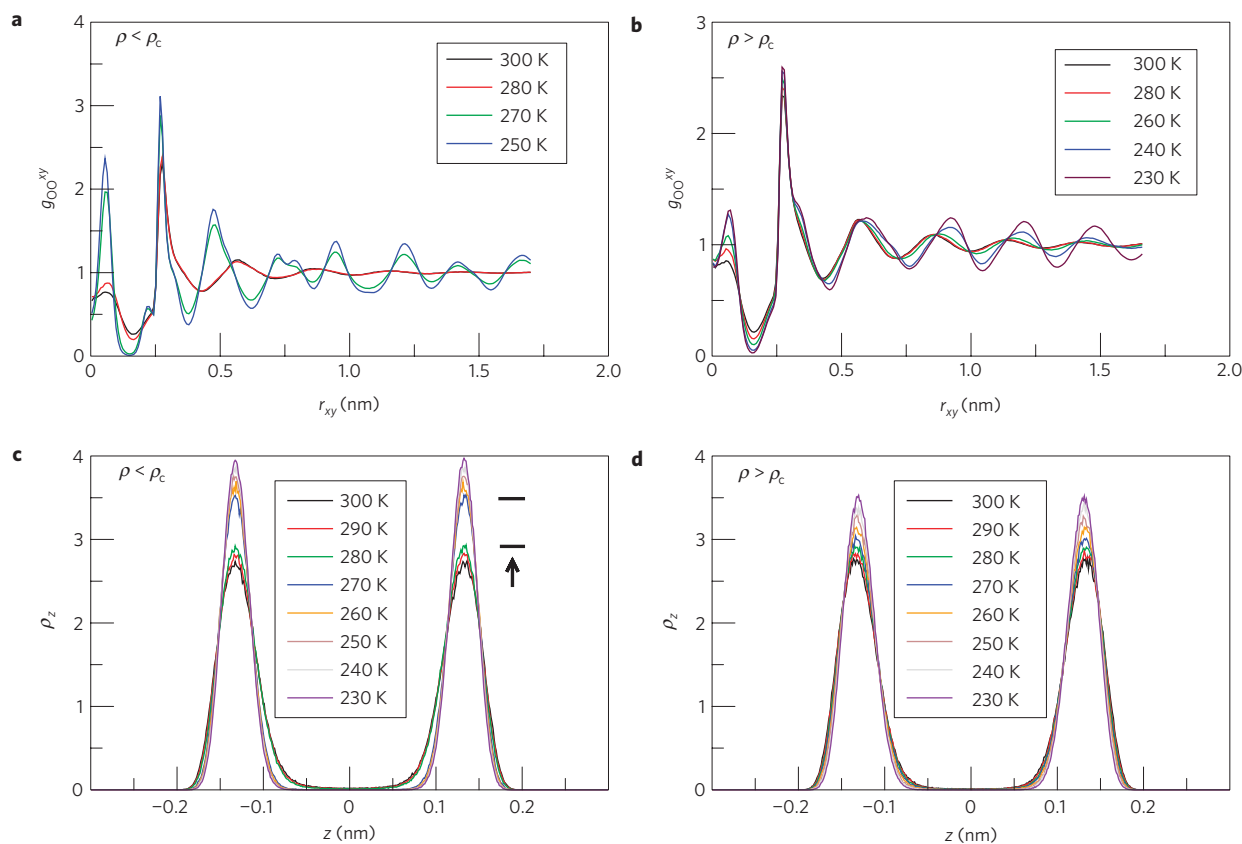 a
ρ < ρc
4
3
2
1
0
gOO^xy
300 K
280 K
270 K
250 K
0
0.5
1.0
1.5
2.0
rxy (nm)
b
ρ > ρc
3
2
1
0
gOO^xy
300 K
280 K
260 K
240 K
230 K
0
0.5
1.0
1.5
2.0
rxy (nm)
c
ρ < ρc
4
3
2
1
0
ρz
300 K
290 K
280 K
270 K
260 K
250 K
240 K
230 K
−0.2
−0.1
0
0.1
0.2
z (nm)
d
ρ > ρc
4
3
2
1
0
ρz
300 K
290 K
280 K
270 K
260 K
250 K
240 K
230 K
−0.2
−0.1
0
0.1
0.2
z (nm)